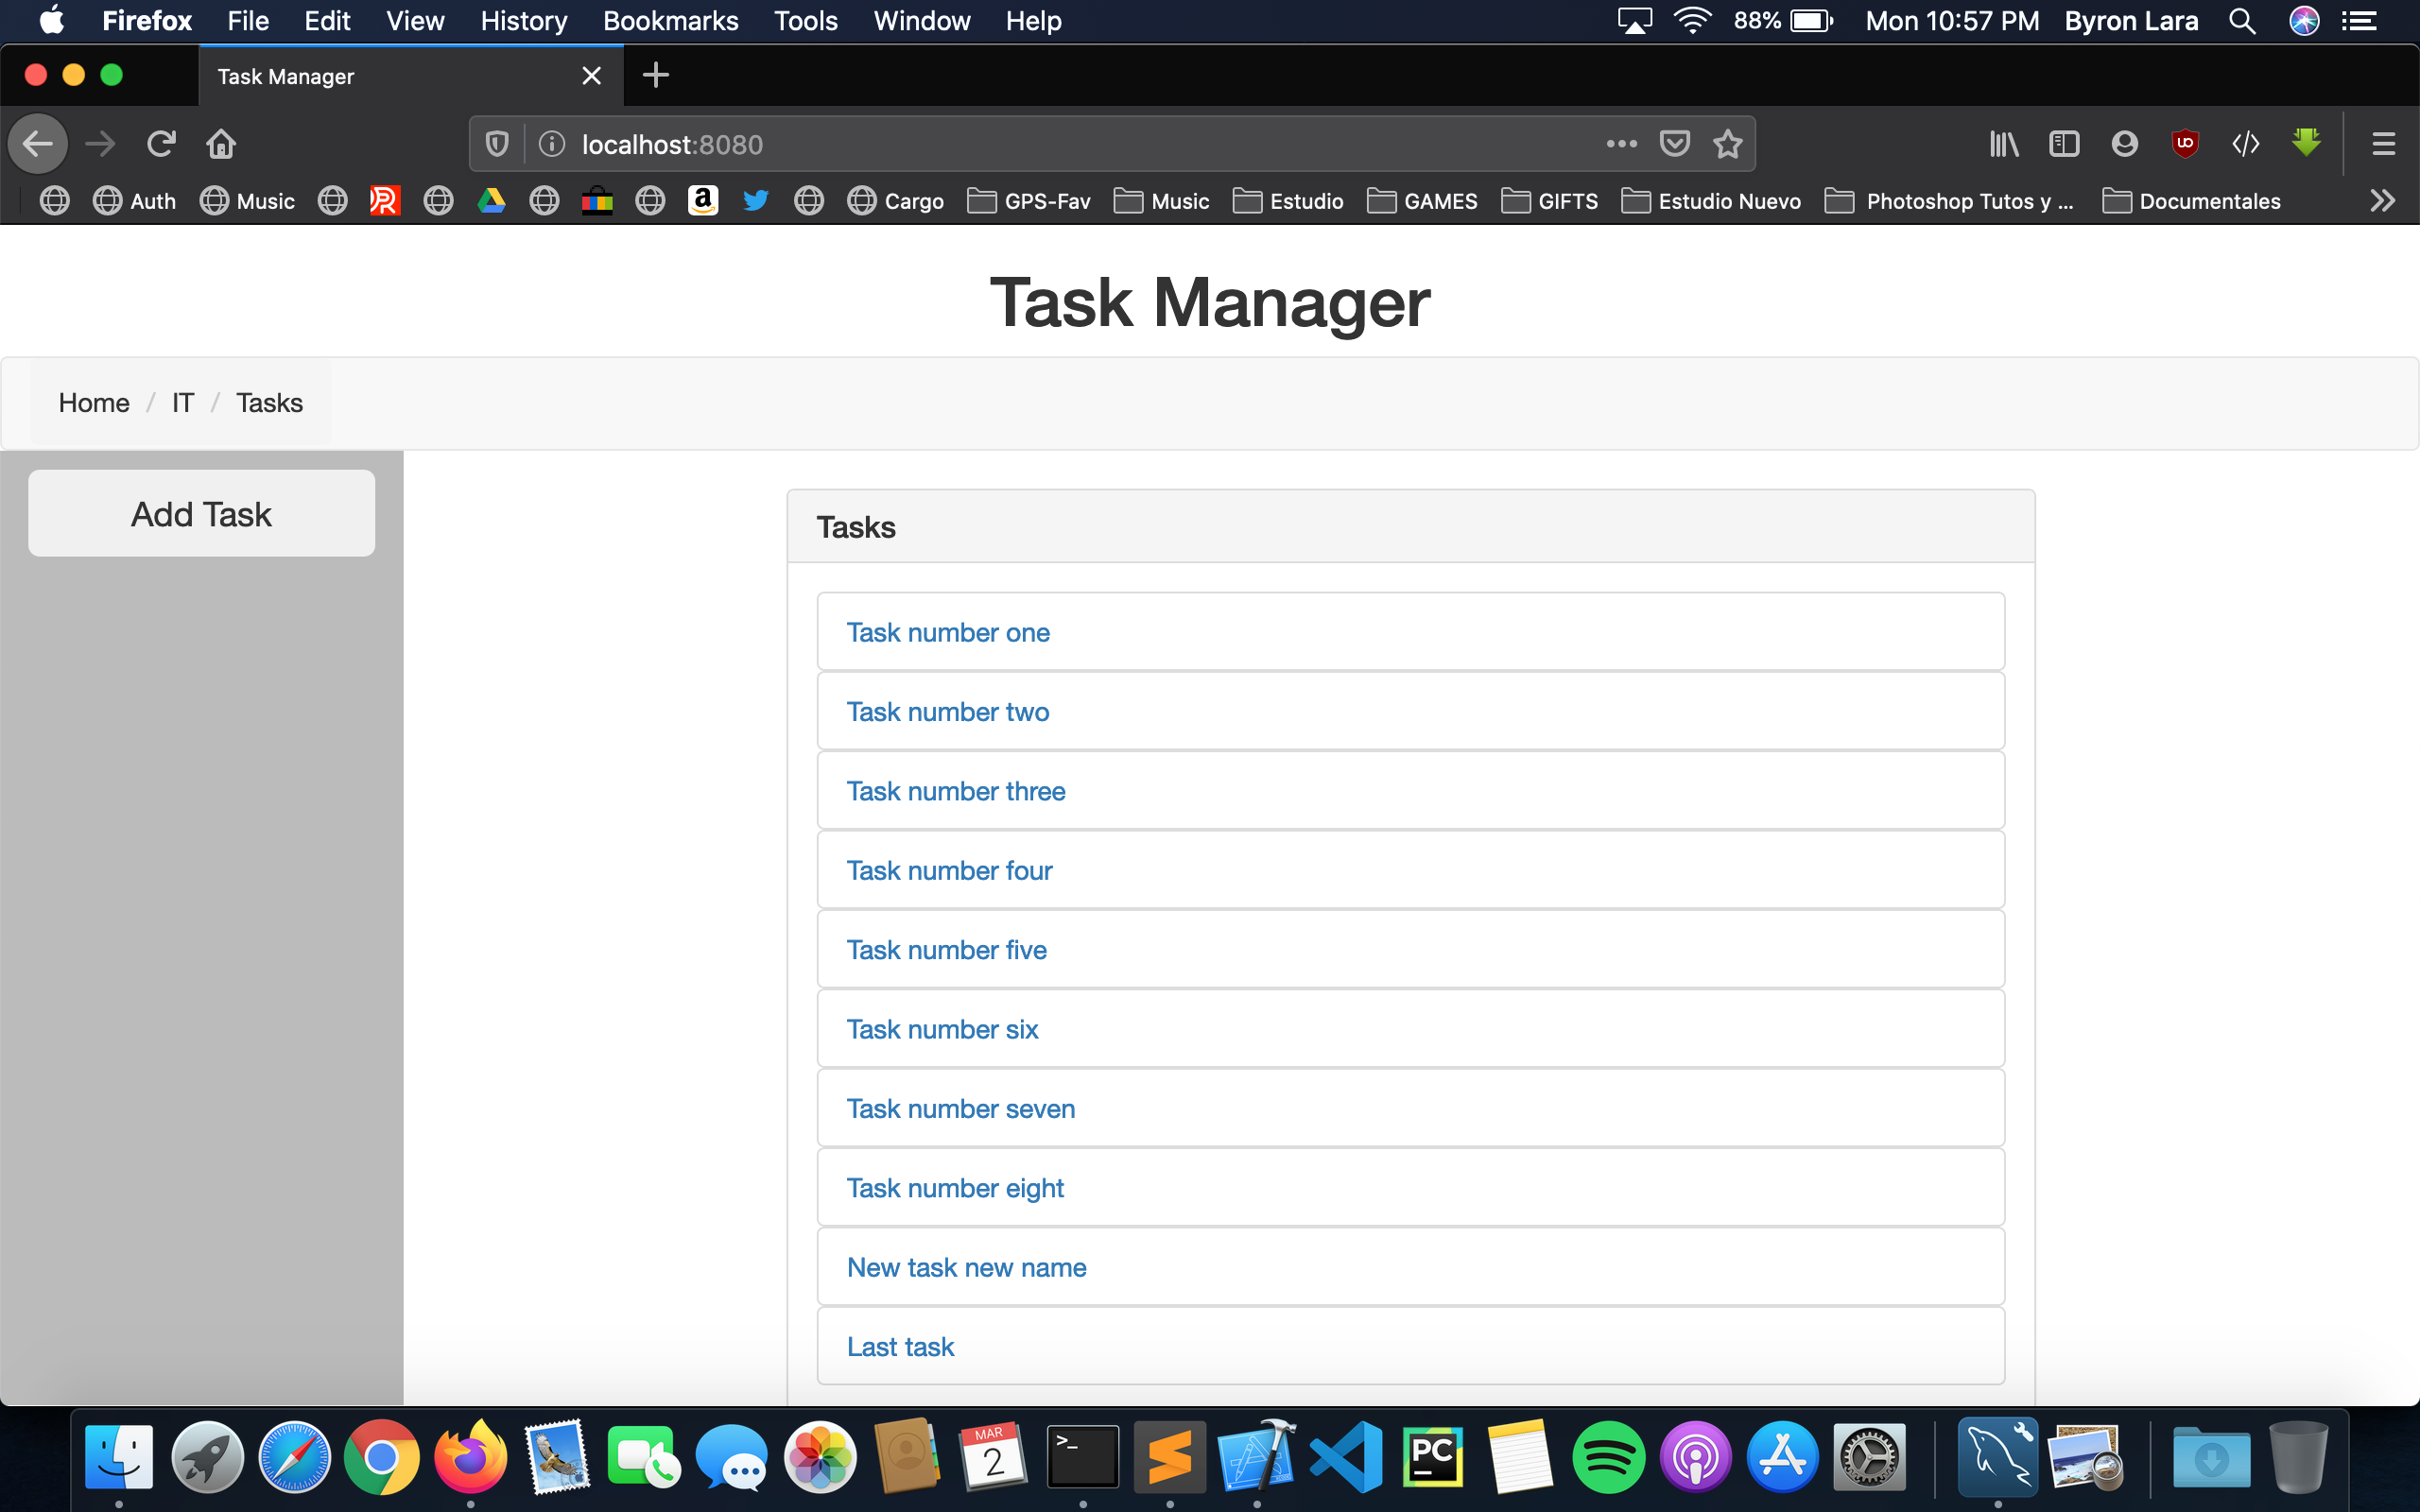 Firefox File Edit View History Bookmarks Tools Window Help 88% Mon 10:57 PM Byron Lara
Task Manager
localhost:8080
Auth Music Cargo GPS-Fav Music Estudio GAMES GIFTS Estudio Nuevo Photoshop Tutos y ... Documentales
Task Manager
Home / IT / Tasks
Add Task
Tasks
Task number one
Task number two
Task number three
Task number four
Task number five
Task number six
Task number seven
Task number eight
New task new name
Last task
MAR
2
>_
PC